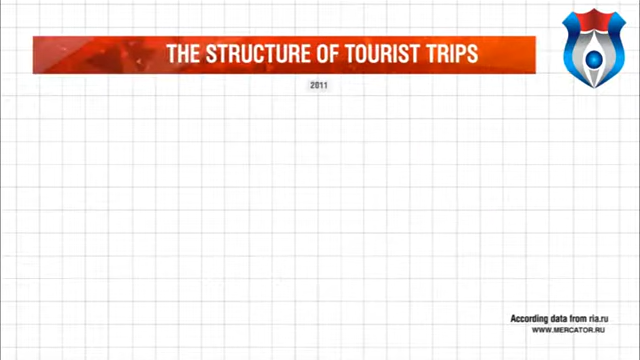 THE STRUCTURE OF TOURIST TRIPS
2011
According data from ria.ru
WWW.MERCATOR.RU